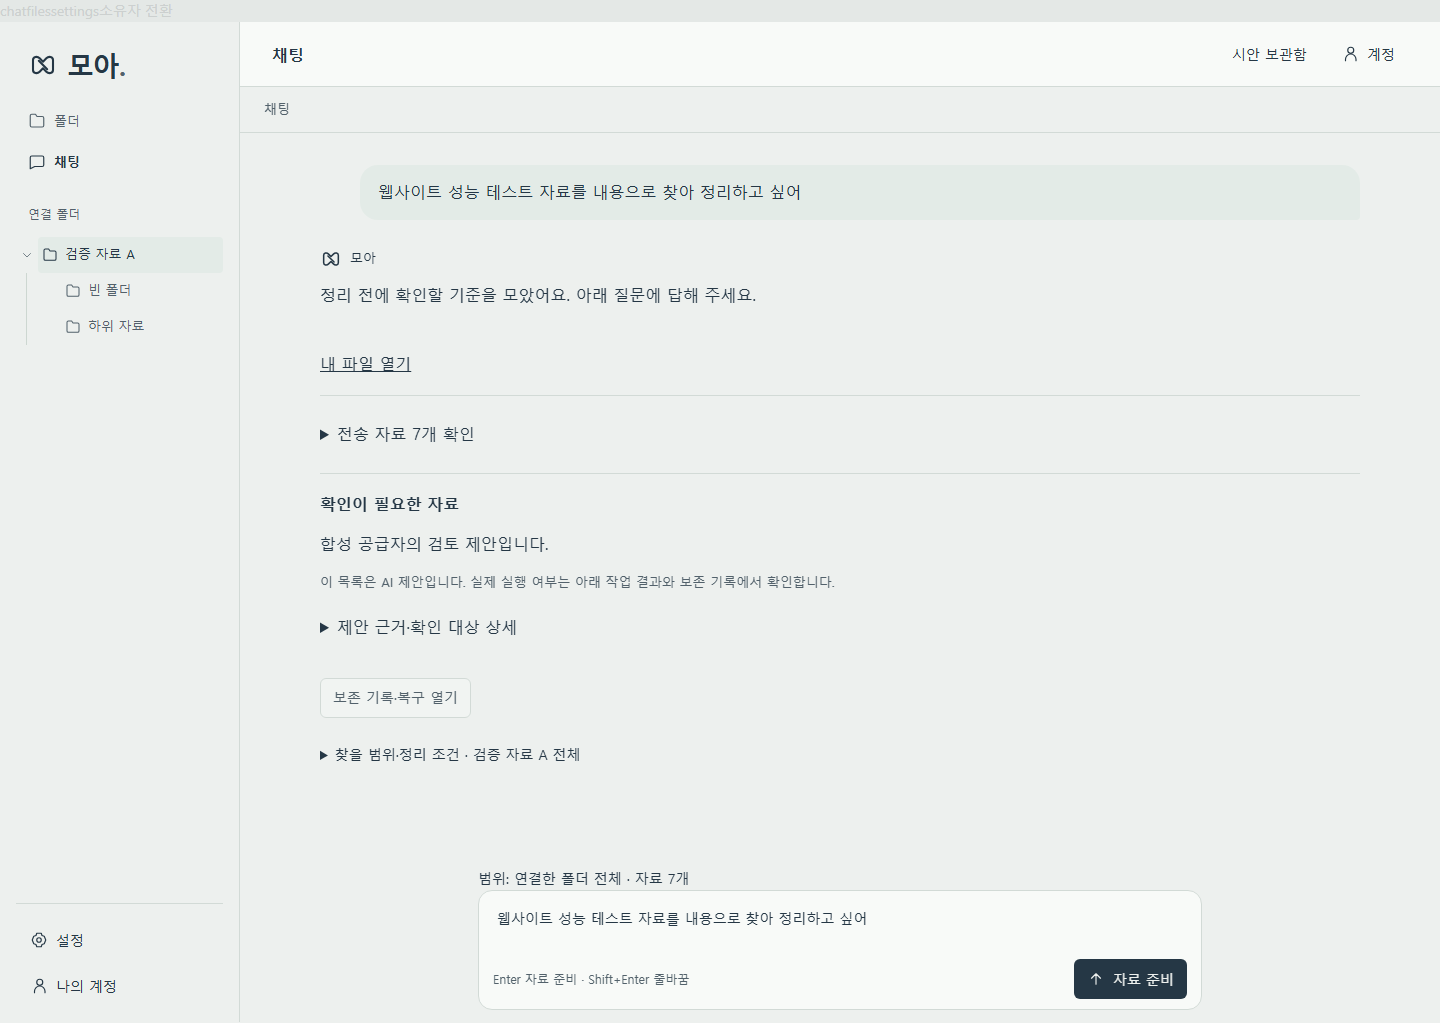 chatfilessettings소유자 전환
모아.
폴더
채팅
연결 폴더
검증 자료 A
빈 폴더
하위 자료
설정
나의 계정
채팅
시안 보관함
계정
채팅
웹사이트 성능 테스트 자료를 내용으로 찾아 정리하고 싶어
모아
정리 전에 확인할 기준을 모았어요. 아래 질문에 답해 주세요.
내 파일 열기
▶ 전송 자료 7개 확인
확인이 필요한 자료
합성 공급자의 검토 제안입니다.
이 목록은 AI 제안입니다. 실제 실행 여부는 아래 작업 결과와 보존 기록에서 확인합니다.
▶ 제안 근거·확인 대상 상세
보존 기록·복구 열기
▶ 찾을 범위·정리 조건 · 검증 자료 A 전체
범위: 연결한 폴더 전체 · 자료 7개
웹사이트 성능 테스트 자료를 내용으로 찾아 정리하고 싶어
Enter 자료 준비 · Shift+Enter 줄바꿈
자료 준비